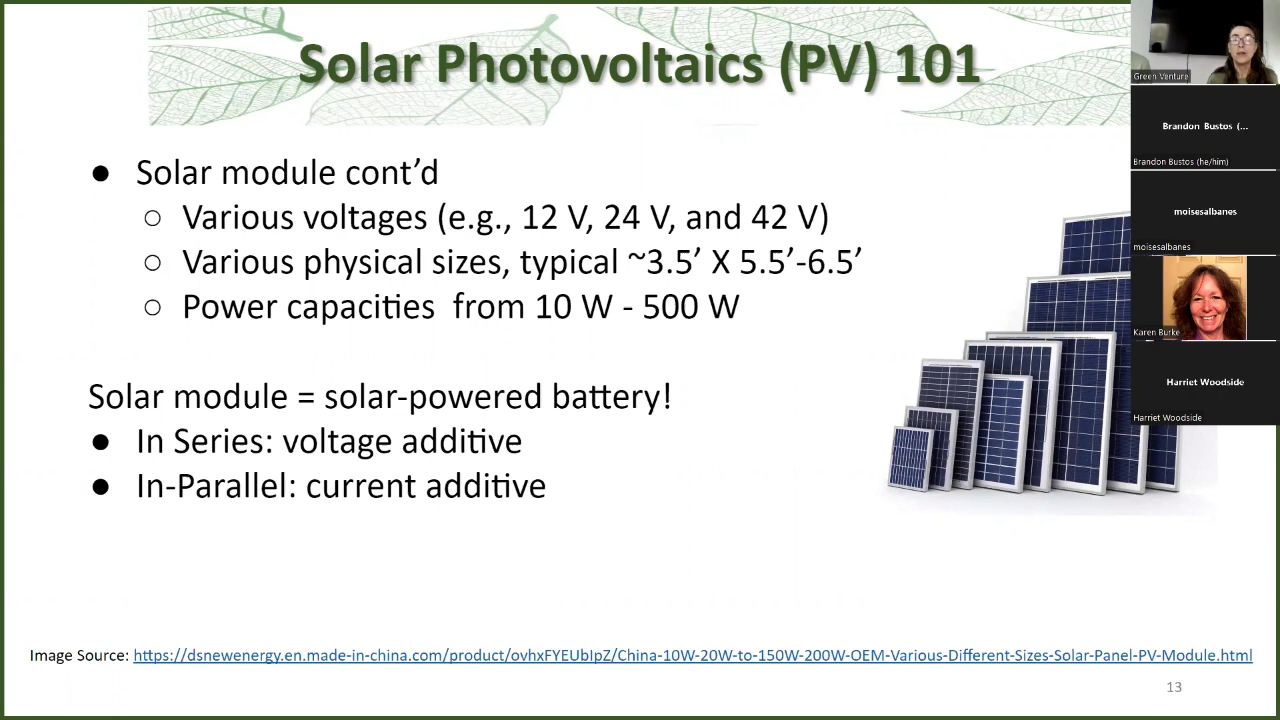 Solar Photovoltaics (PV) 101
● Solar module cont’d
○ Various voltages (e.g., 12 V, 24 V, and 42 V)
○ Various physical sizes, typical ~3.5’ X 5.5’-6.5’
○ Power capacities from 10 W - 500 W
Solar module = solar-powered battery!
● In Series: voltage additive
● In-Parallel: current additive
Image Source: https://dsnewenergy.en.made-in-china.com/product/ovhxFYEUbIpZ/China-10W-20W-to-150W-200W-OEM-Various-Different-Sizes-Solar-Panel-PV-Module.html
13
Green Venture
Brandon Bustos (...
Brandon Bustos (he/him)
moisesalbanes
moisesalbanes
Karen Burke
Harriet Woodside
Harriet Woodside